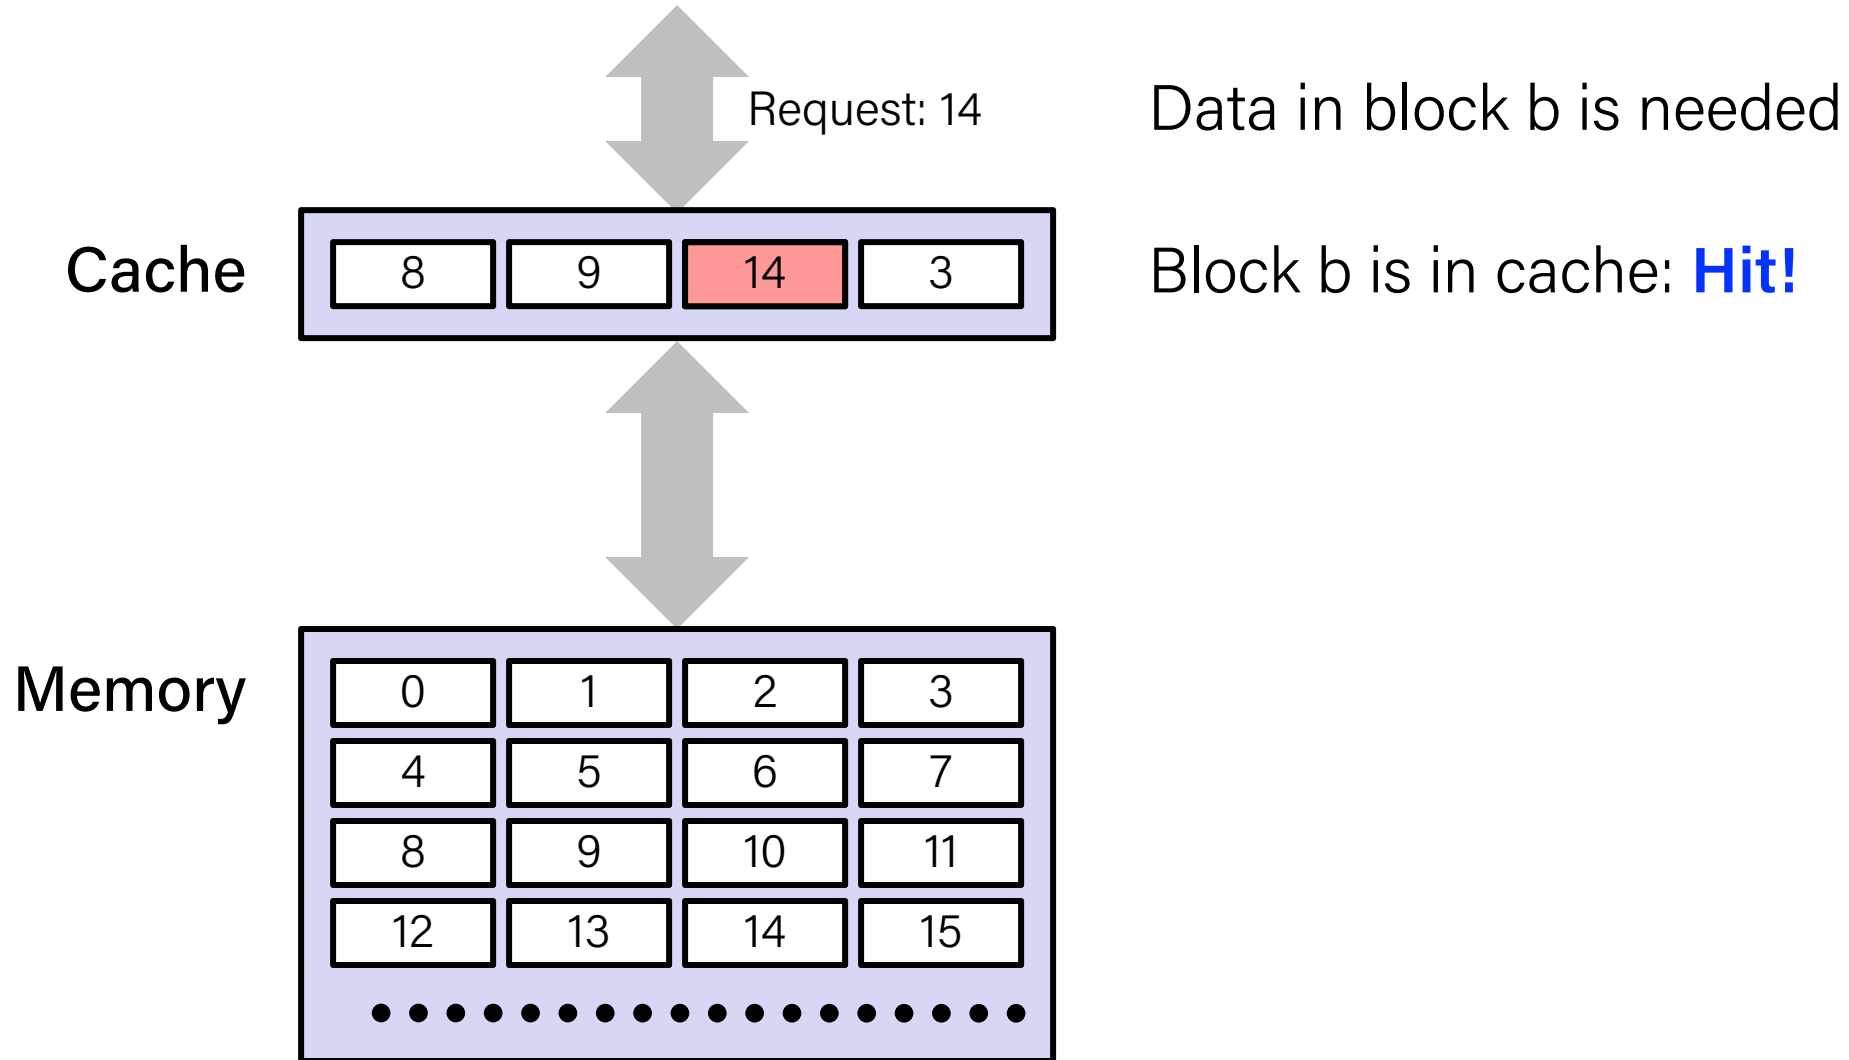 Request: 14
Data in block b is needed
Cache
8 9 14 3
Block b is in cache: Hit!
Memory
0 1 2 3
4 5 6 7
8 9 10 11
12 13 14 15